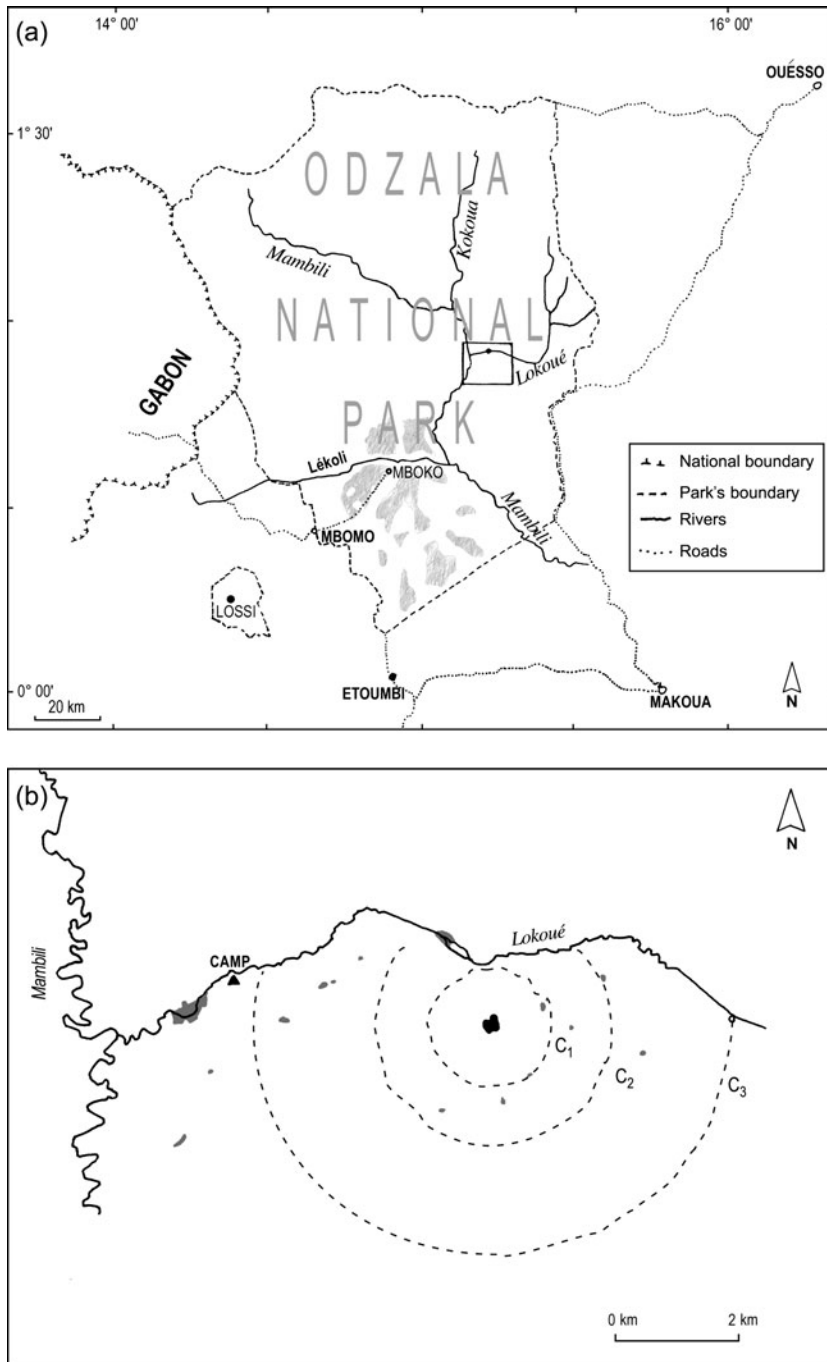 (a)
14° 00'
16° 00'
OUÉSSO
1° 30'
ODZALA
Kokoua
Mambili
NATIONAL
GABON
Lokoué
PARK
Lékoli
MBOKO
Mambili
MBOMO
National boundary
Park's boundary
Rivers
Roads
LOSSI
0° 00'
ETOUMBI
MAKOUA
20 km
N
(b)
N
Mambili
CAMP
Lokoué
C1
C2
C3
0 km 2 km